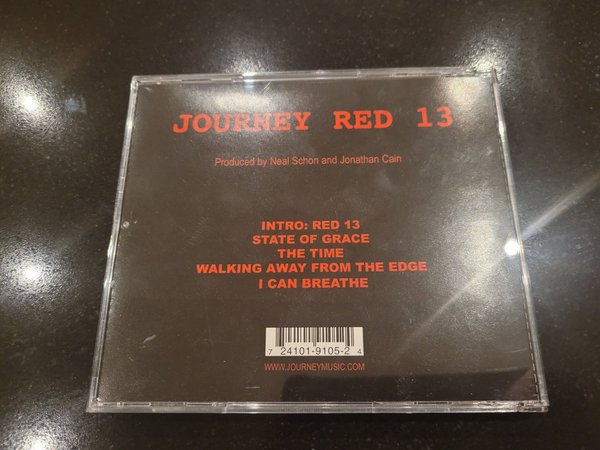 JOURNEY RED 13
Produced by Neal Schon and Jonathan Cain
INTRO: RED 13
STATE OF GRACE
THE TIME
WALKING AWAY FROM THE EDGE
I CAN BREATHE
7 24101-9105-2 4
WWW.JOURNEYMUSIC.COM